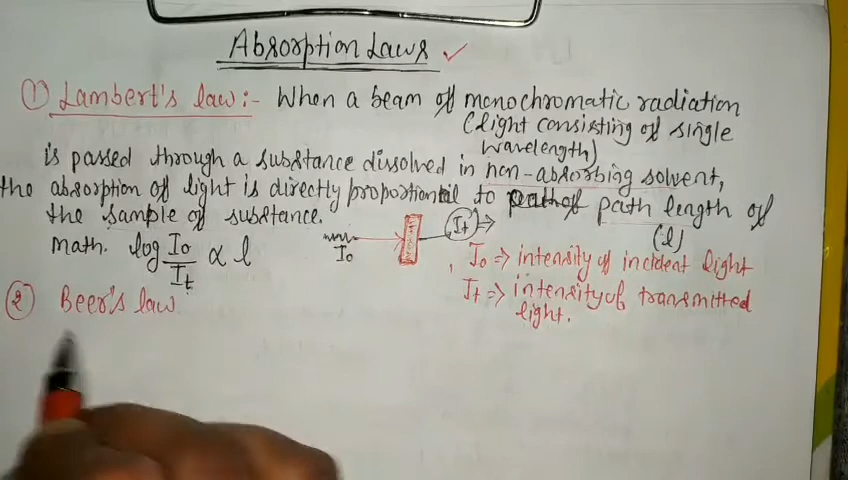 Absorption Laws ✓
① Lambert's law:- When a beam of monochromatic radiation
(light consisting of single
wavelength)
is passed through a substance dissolved in non-absorbing solvent,
the absorption of light is directly proportional to path length of
the sample of substance. (l)
Math. log I₀/It ∝ l
I₀ It ⇒
I₀ ⇒ intensity of incident light
It ⇒ intensity of transmitted
light.
② Beer's law